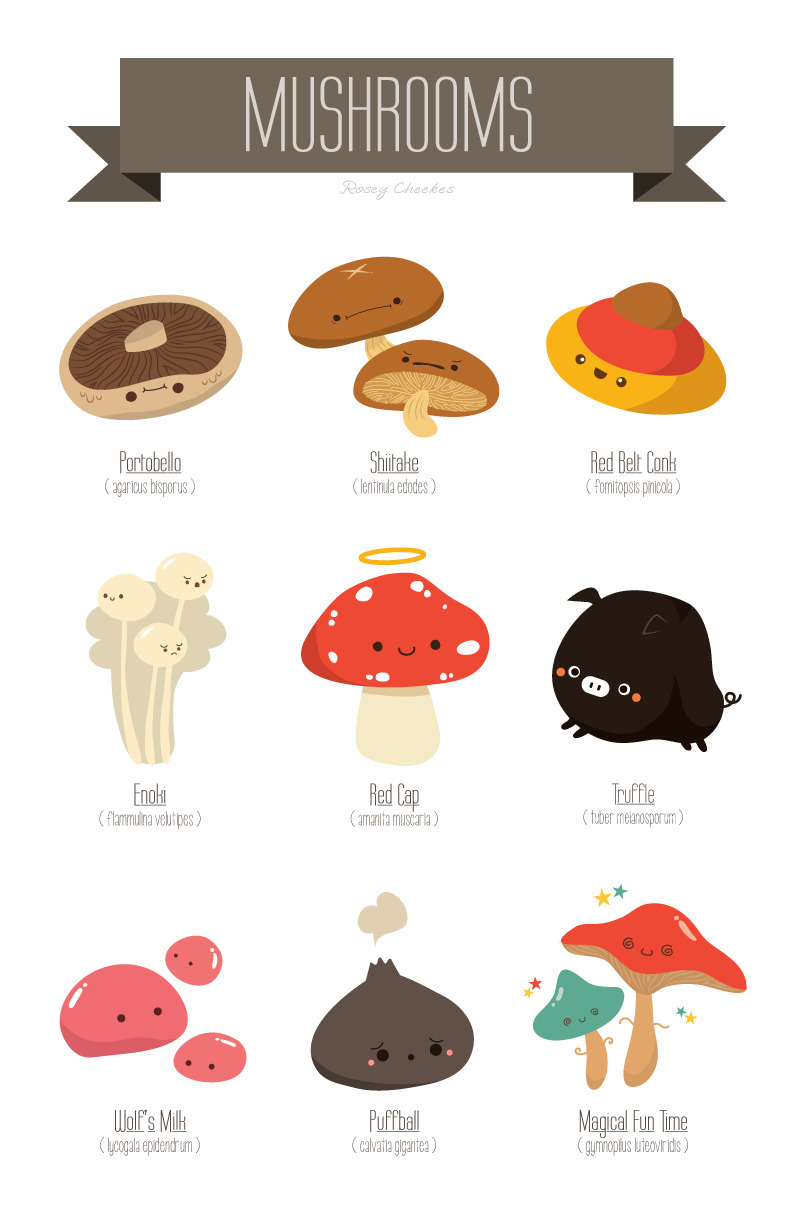 MUSHROOMS
Rosey Cheekes
Portobello
( agaricus bisporus )
Shiitake
( lentinula edodes )
Red Belt Conk
( fomitopsis pinicola )
Enoki
( flammulina velutipes )
Red Cap
( amanita muscaria )
Truffle
( tuber melanosporum )
Wolf's Milk
( lycogala epidendrum )
Puffball
( calvatia gigantea )
Magical Fun Time
( gymnopilus luteoviridis )